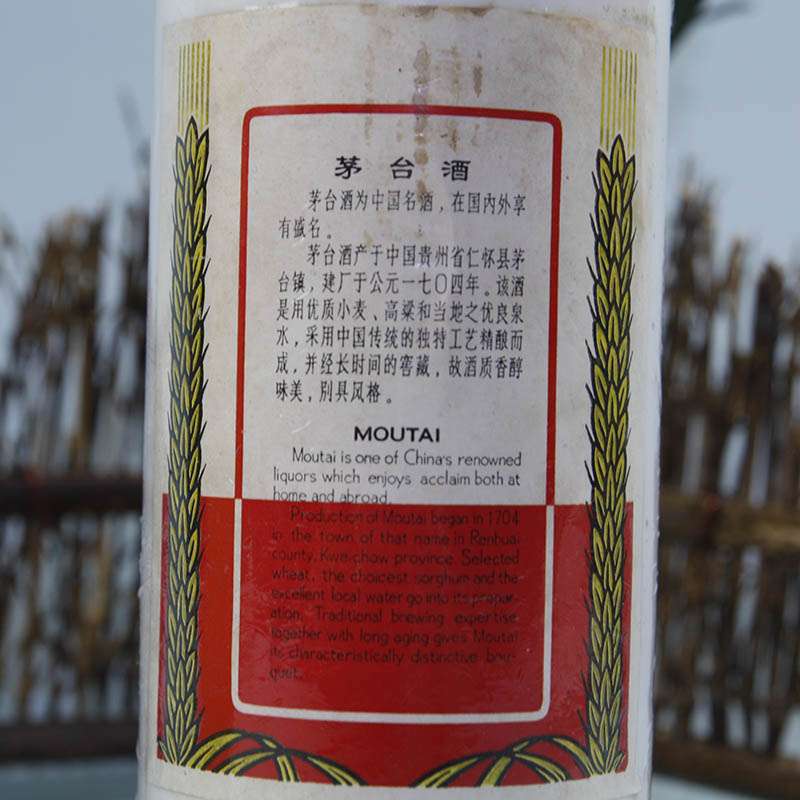 茅台酒
茅台酒为中国名酒，在国内外享
有盛名。
茅台酒产于中国贵州省仁怀县茅
台镇，建厂于公元一七〇四年。该酒
是用优质小麦、高粱和当地之优良泉
水，采用中国传统的独特工艺精酿而
成，并经长时间的窖藏，故酒质香醇
味美，别具风格。
MOUTAI
Moutai is one of China's renowned
liquors which enjoys acclaim both at
home and abroad.
Production of Moutai began in 1704
in the town of that name in Renhuai
county, Kweichow province. Selected
wheat, the choicest sorghum and the
excellent local water go into its prepar-
ation. Traditional brewing expertise
together with long aging gives Moutai
its characteristically distinctive bou-
quet.